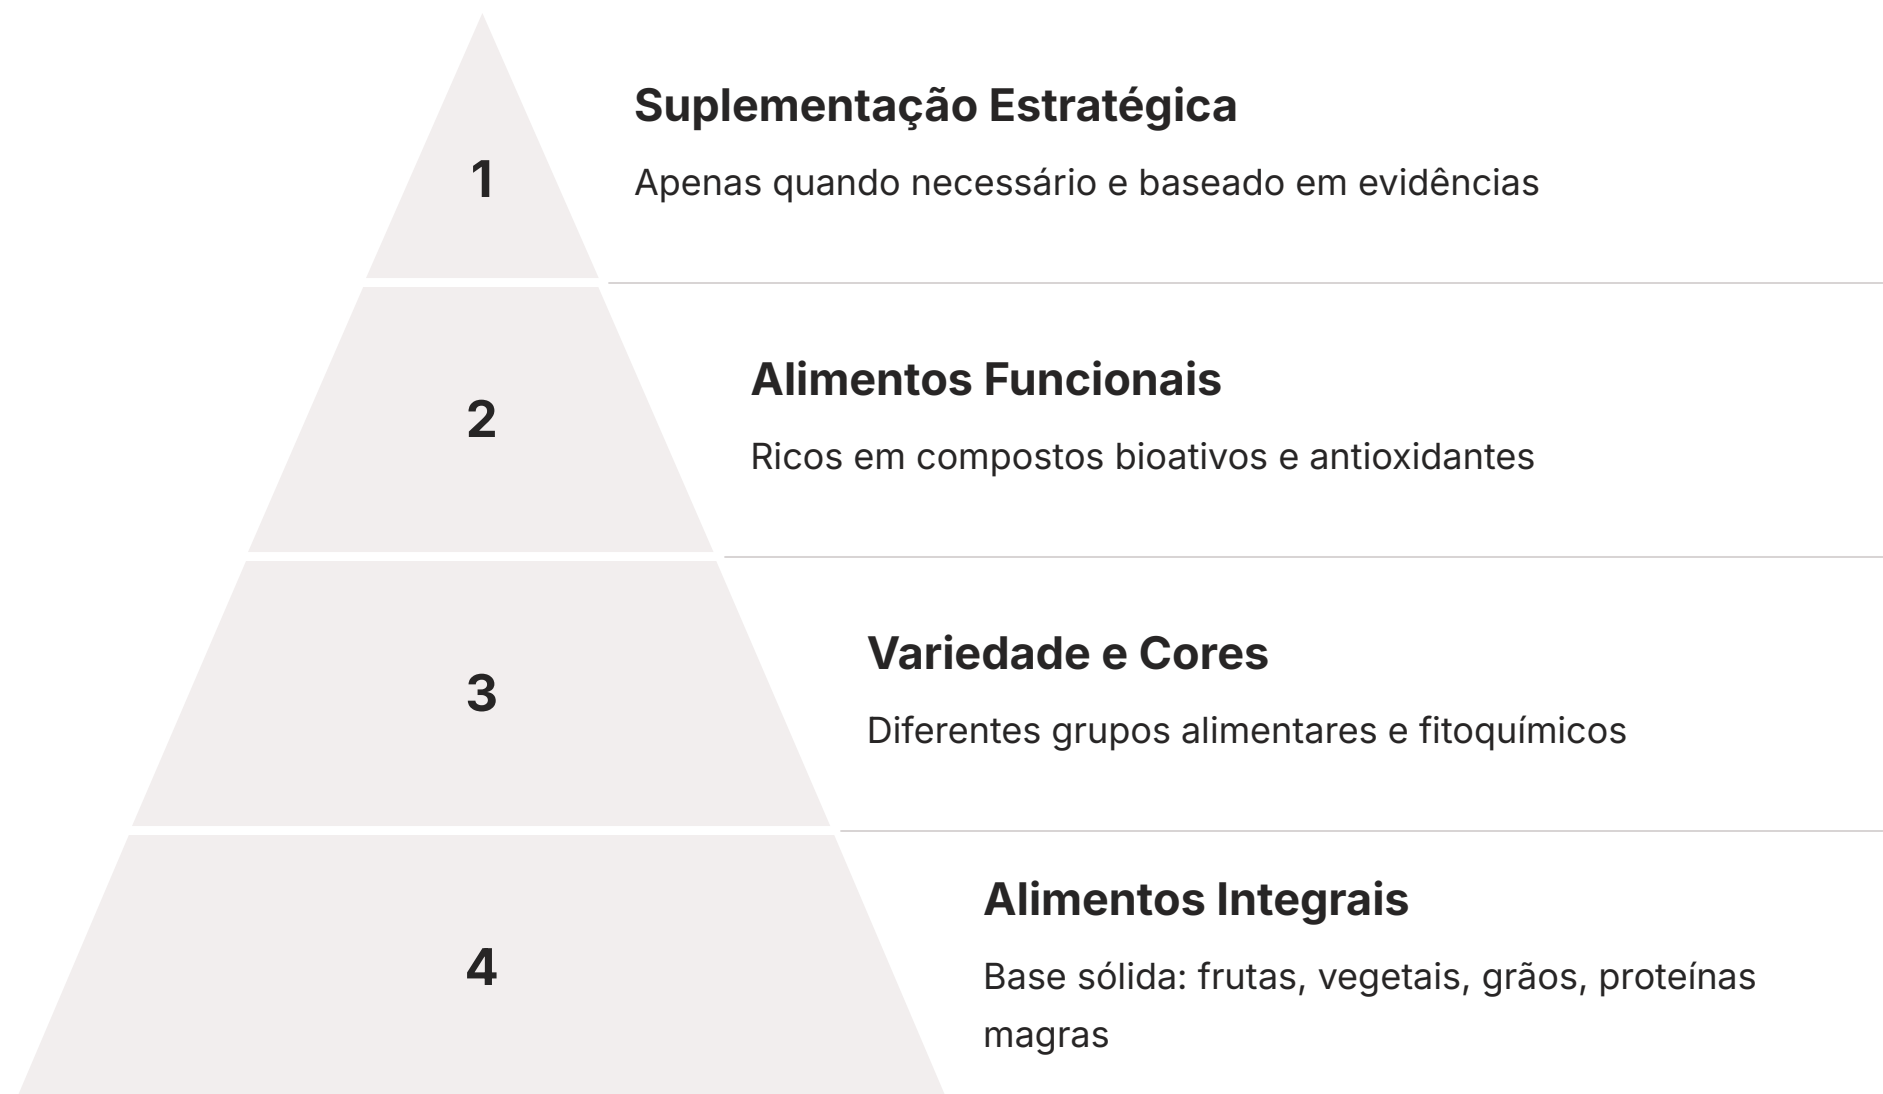 1
Suplementação Estratégica
Apenas quando necessário e baseado em evidências
2
Alimentos Funcionais
Ricos em compostos bioativos e antioxidantes
3
Variedade e Cores
Diferentes grupos alimentares e fitoquímicos
4
Alimentos Integrais
Base sólida: frutas, vegetais, grãos, proteínas
magras